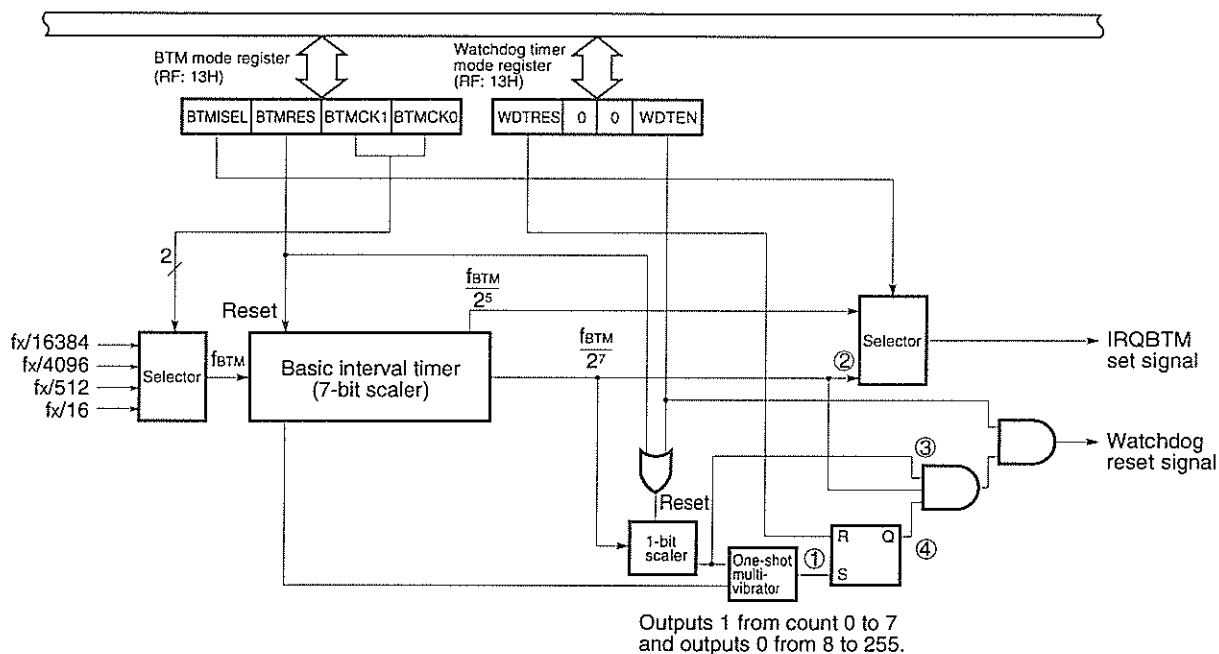 BTM mode register
(RF: 13H)
Watchdog timer
mode register
(RF: 13H)
BTMISEL BTMRES BTMCK1 BTMCK0
WDTRES 0 0 WDTEN
2
Reset
fBTM
2⁵
fx/16384
fx/4096
fx/512
fx/16
Selector
fBTM
Basic interval timer
(7-bit scaler)
fBTM
2⁷
②
Selector
IRQBTM
set signal
③
Watchdog
reset signal
Reset
1-bit
scaler
One-shot
multi-
vibrator
①
R Q
S
④
Outputs 1 from count 0 to 7
and outputs 0 from 8 to 255.